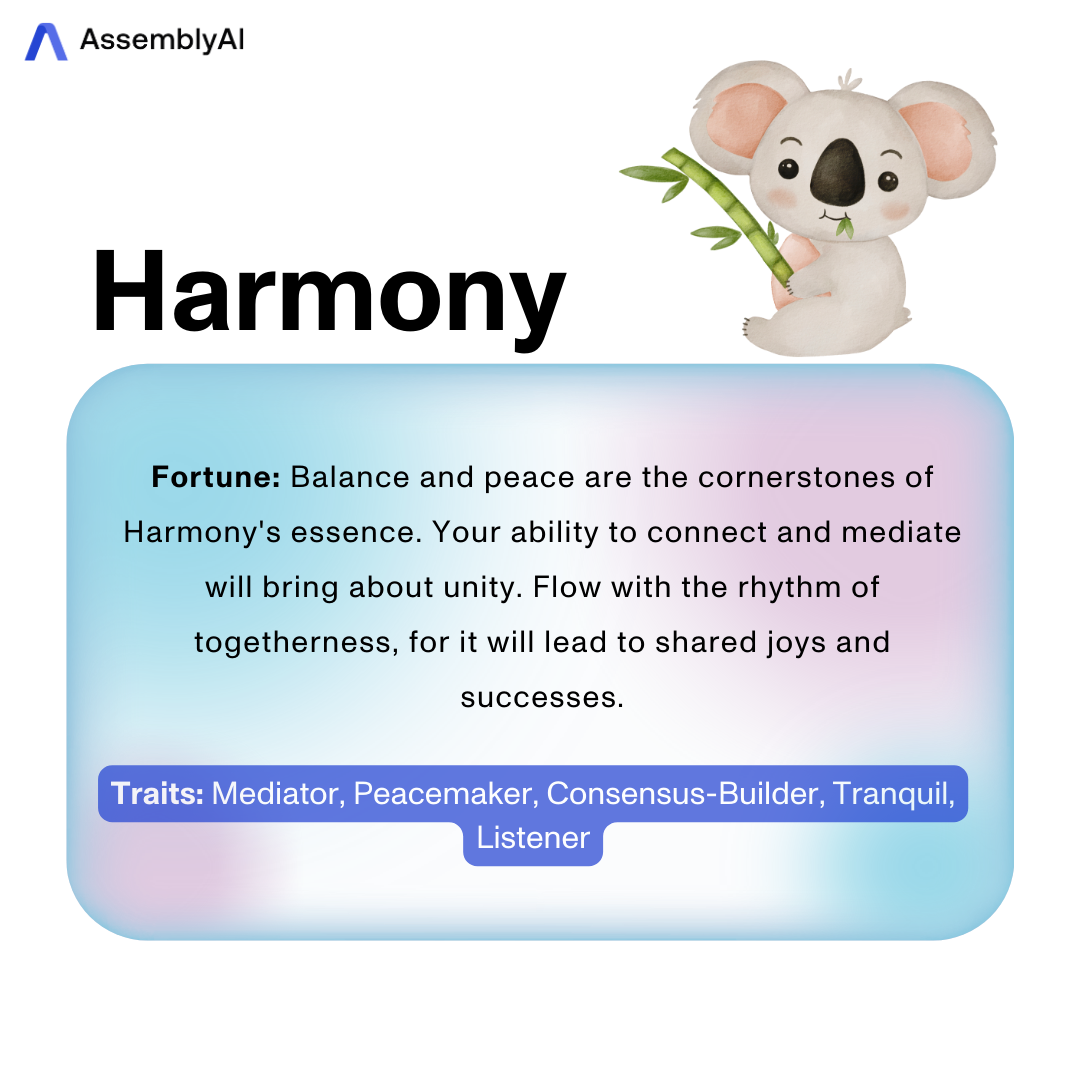 AssemblyAI
Harmony
Fortune: Balance and peace are the cornerstones of
Harmony's essence. Your ability to connect and mediate
will bring about unity. Flow with the rhythm of
togetherness, for it will lead to shared joys and
successes.
Traits: Mediator, Peacemaker, Consensus-Builder, Tranquil,
Listener